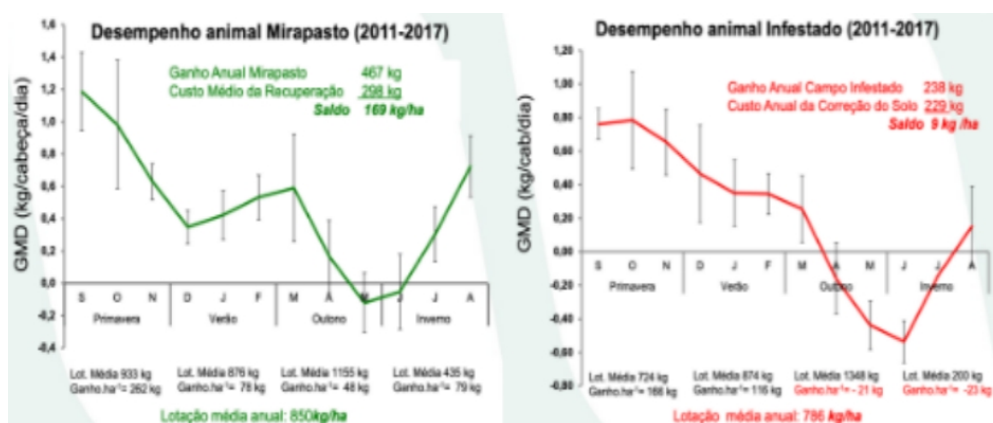 Desempenho animal Mirapasto (2011-2017)
Ganho Anual Mirapasto 467 kg
Custo Médio da Recuperação 298 kg
Saldo 169 kg/ha
GMD (kg/cabeça/dia)
1,6
1,4
1,2
1,0
0,8
0,6
0,4
0,2
0,0
-0,2
-0,4
S O N D J F M A M J J A
Primavera Verão Outono Inverno
Lot. Média 933 kg Lot. Média 876 kg Lot. Média 1155 kg Lot. Média 435 kg
Ganho.ha⁻¹= 262 kg Ganho.ha⁻¹= 78 kg Ganho.ha⁻¹= 48 kg Ganho.ha⁻¹= 79 kg
Lotação média anual: 850kg/ha
Desempenho animal Infestado (2011-2017)
Ganho Anual Campo Infestado 238 kg
Custo Anual da Correção do Solo 229 kg
Saldo 9 kg /ha
GMD (kg/cab/dia)
1,20
1,00
0,80
0,60
0,40
0,20
0,00
-0,20
-0,40
-0,60
-0,80
S O N D J F M A M J J A
Primavera Verão Outono Inverno
Lot. Média 724 kg Lot. Média 874 kg Lot. Média 1348 kg Lot. Média 200 kg
Ganho.ha⁻¹= 166 kg Ganho.ha⁻¹= 116 kg Ganho.ha⁻¹= - 21 kg Ganho.ha⁻¹= -23 kg
Lotação média anual: 786 kg/ha